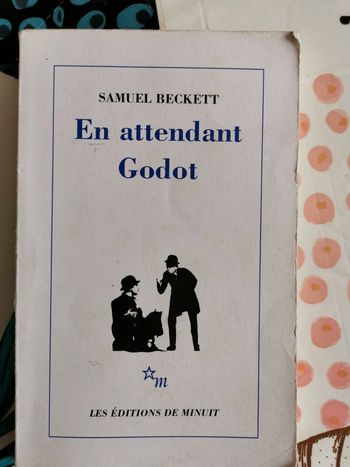 SAMUEL BECKETT
En attendant
Godot
m
LES ÉDITIONS DE MINUIT